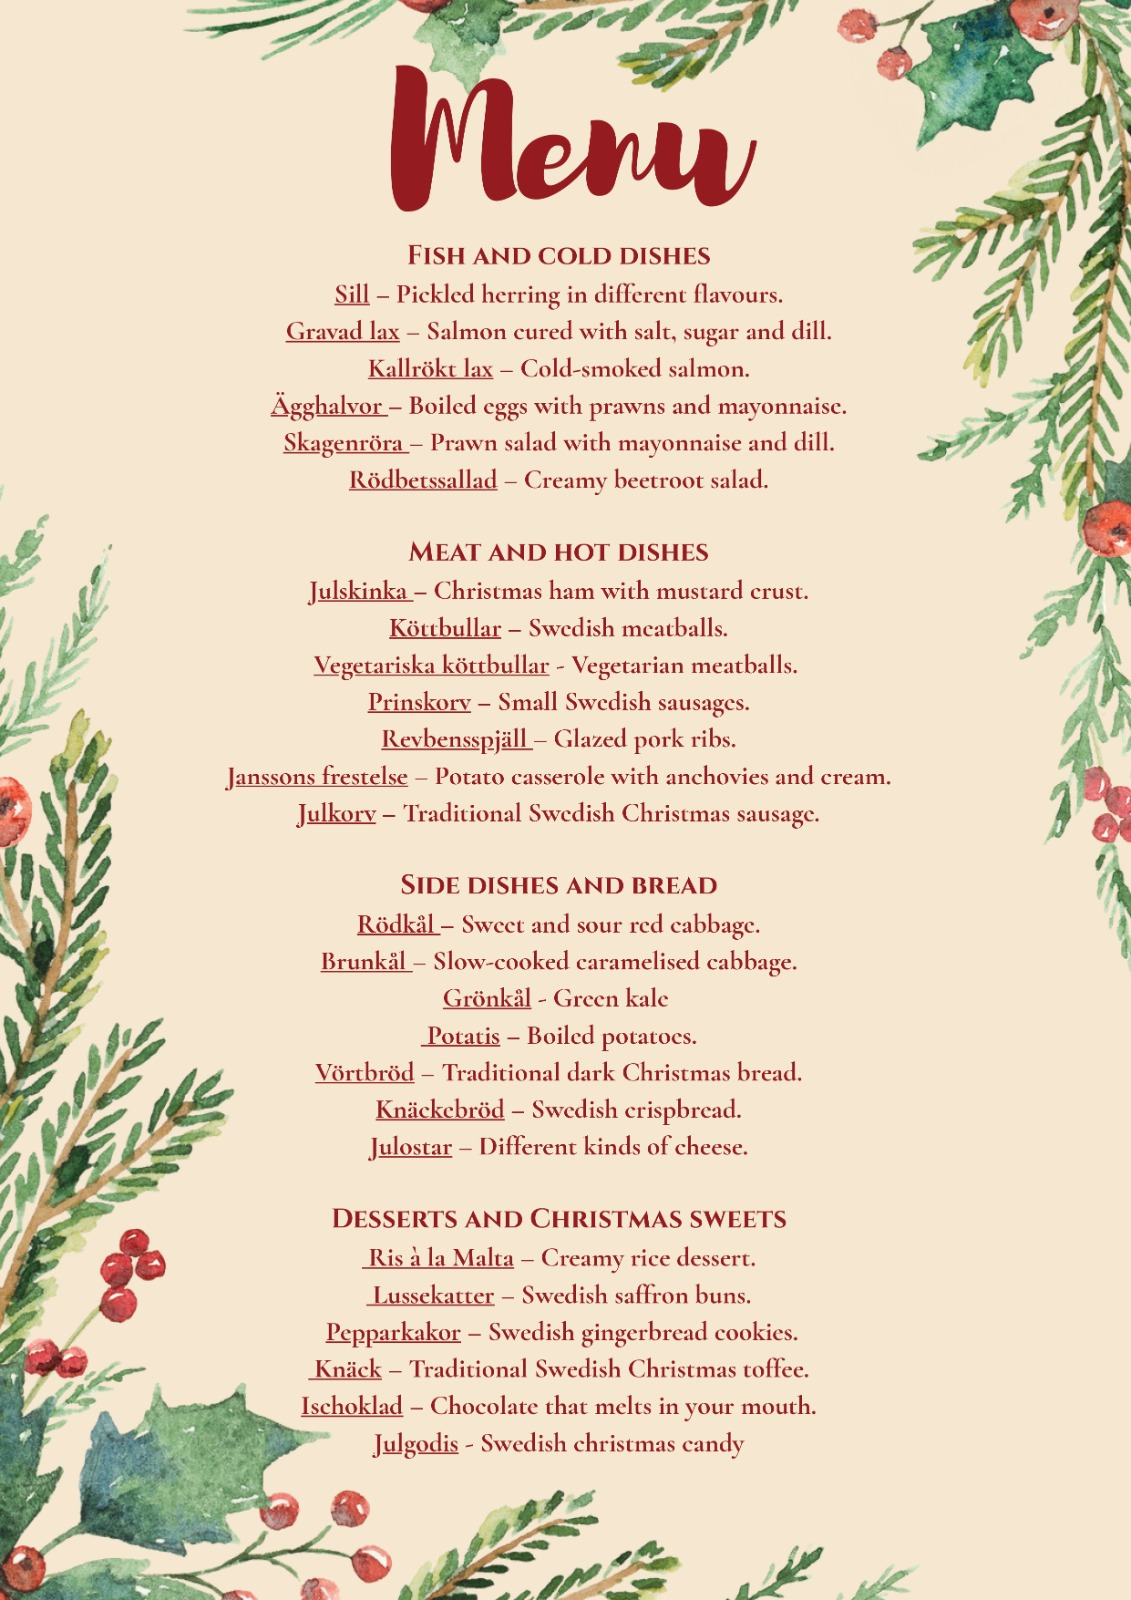 Menu
Fish and cold dishes
Sill – Pickled herring in different flavours.
Gravad lax – Salmon cured with salt, sugar and dill.
Kallrökt lax – Cold-smoked salmon.
Ägghalvor – Boiled eggs with prawns and mayonnaise.
Skagenröra – Prawn salad with mayonnaise and dill.
Rödbetssallad – Creamy beetroot salad.
Meat and hot dishes
Julskinka – Christmas ham with mustard crust.
Köttbullar – Swedish meatballs.
Vegetariska köttbullar - Vegetarian meatballs.
Prinskorv – Small Swedish sausages.
Revbensspjäll – Glazed pork ribs.
Janssons frestelse – Potato casserole with anchovies and cream.
Julkorv – Traditional Swedish Christmas sausage.
Side dishes and bread
Rödkål – Sweet and sour red cabbage.
Brunkål – Slow-cooked caramelised cabbage.
Grönkål - Green kale
Potatis – Boiled potatoes.
Vörtbröd – Traditional dark Christmas bread.
Knäckebröd – Swedish crispbread.
Julostar – Different kinds of cheese.
Desserts and Christmas sweets
Ris à la Malta – Creamy rice dessert.
Lussekatter – Swedish saffron buns.
Pepparkakor – Swedish gingerbread cookies.
Knäck – Traditional Swedish Christmas toffee.
Ischoklad – Chocolate that melts in your mouth.
Julgodis - Swedish christmas candy